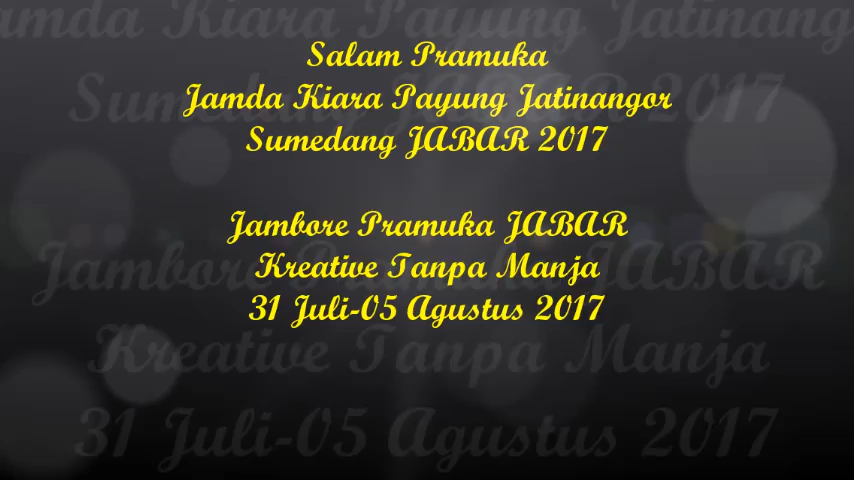 Salam Pramuka
Jamda Kiara Payung Jatinangor
Sumedang JABAR 2017
Jambore Pramuka JABAR
Kreative Tanpa Manja
31 Juli-05 Agustus 2017